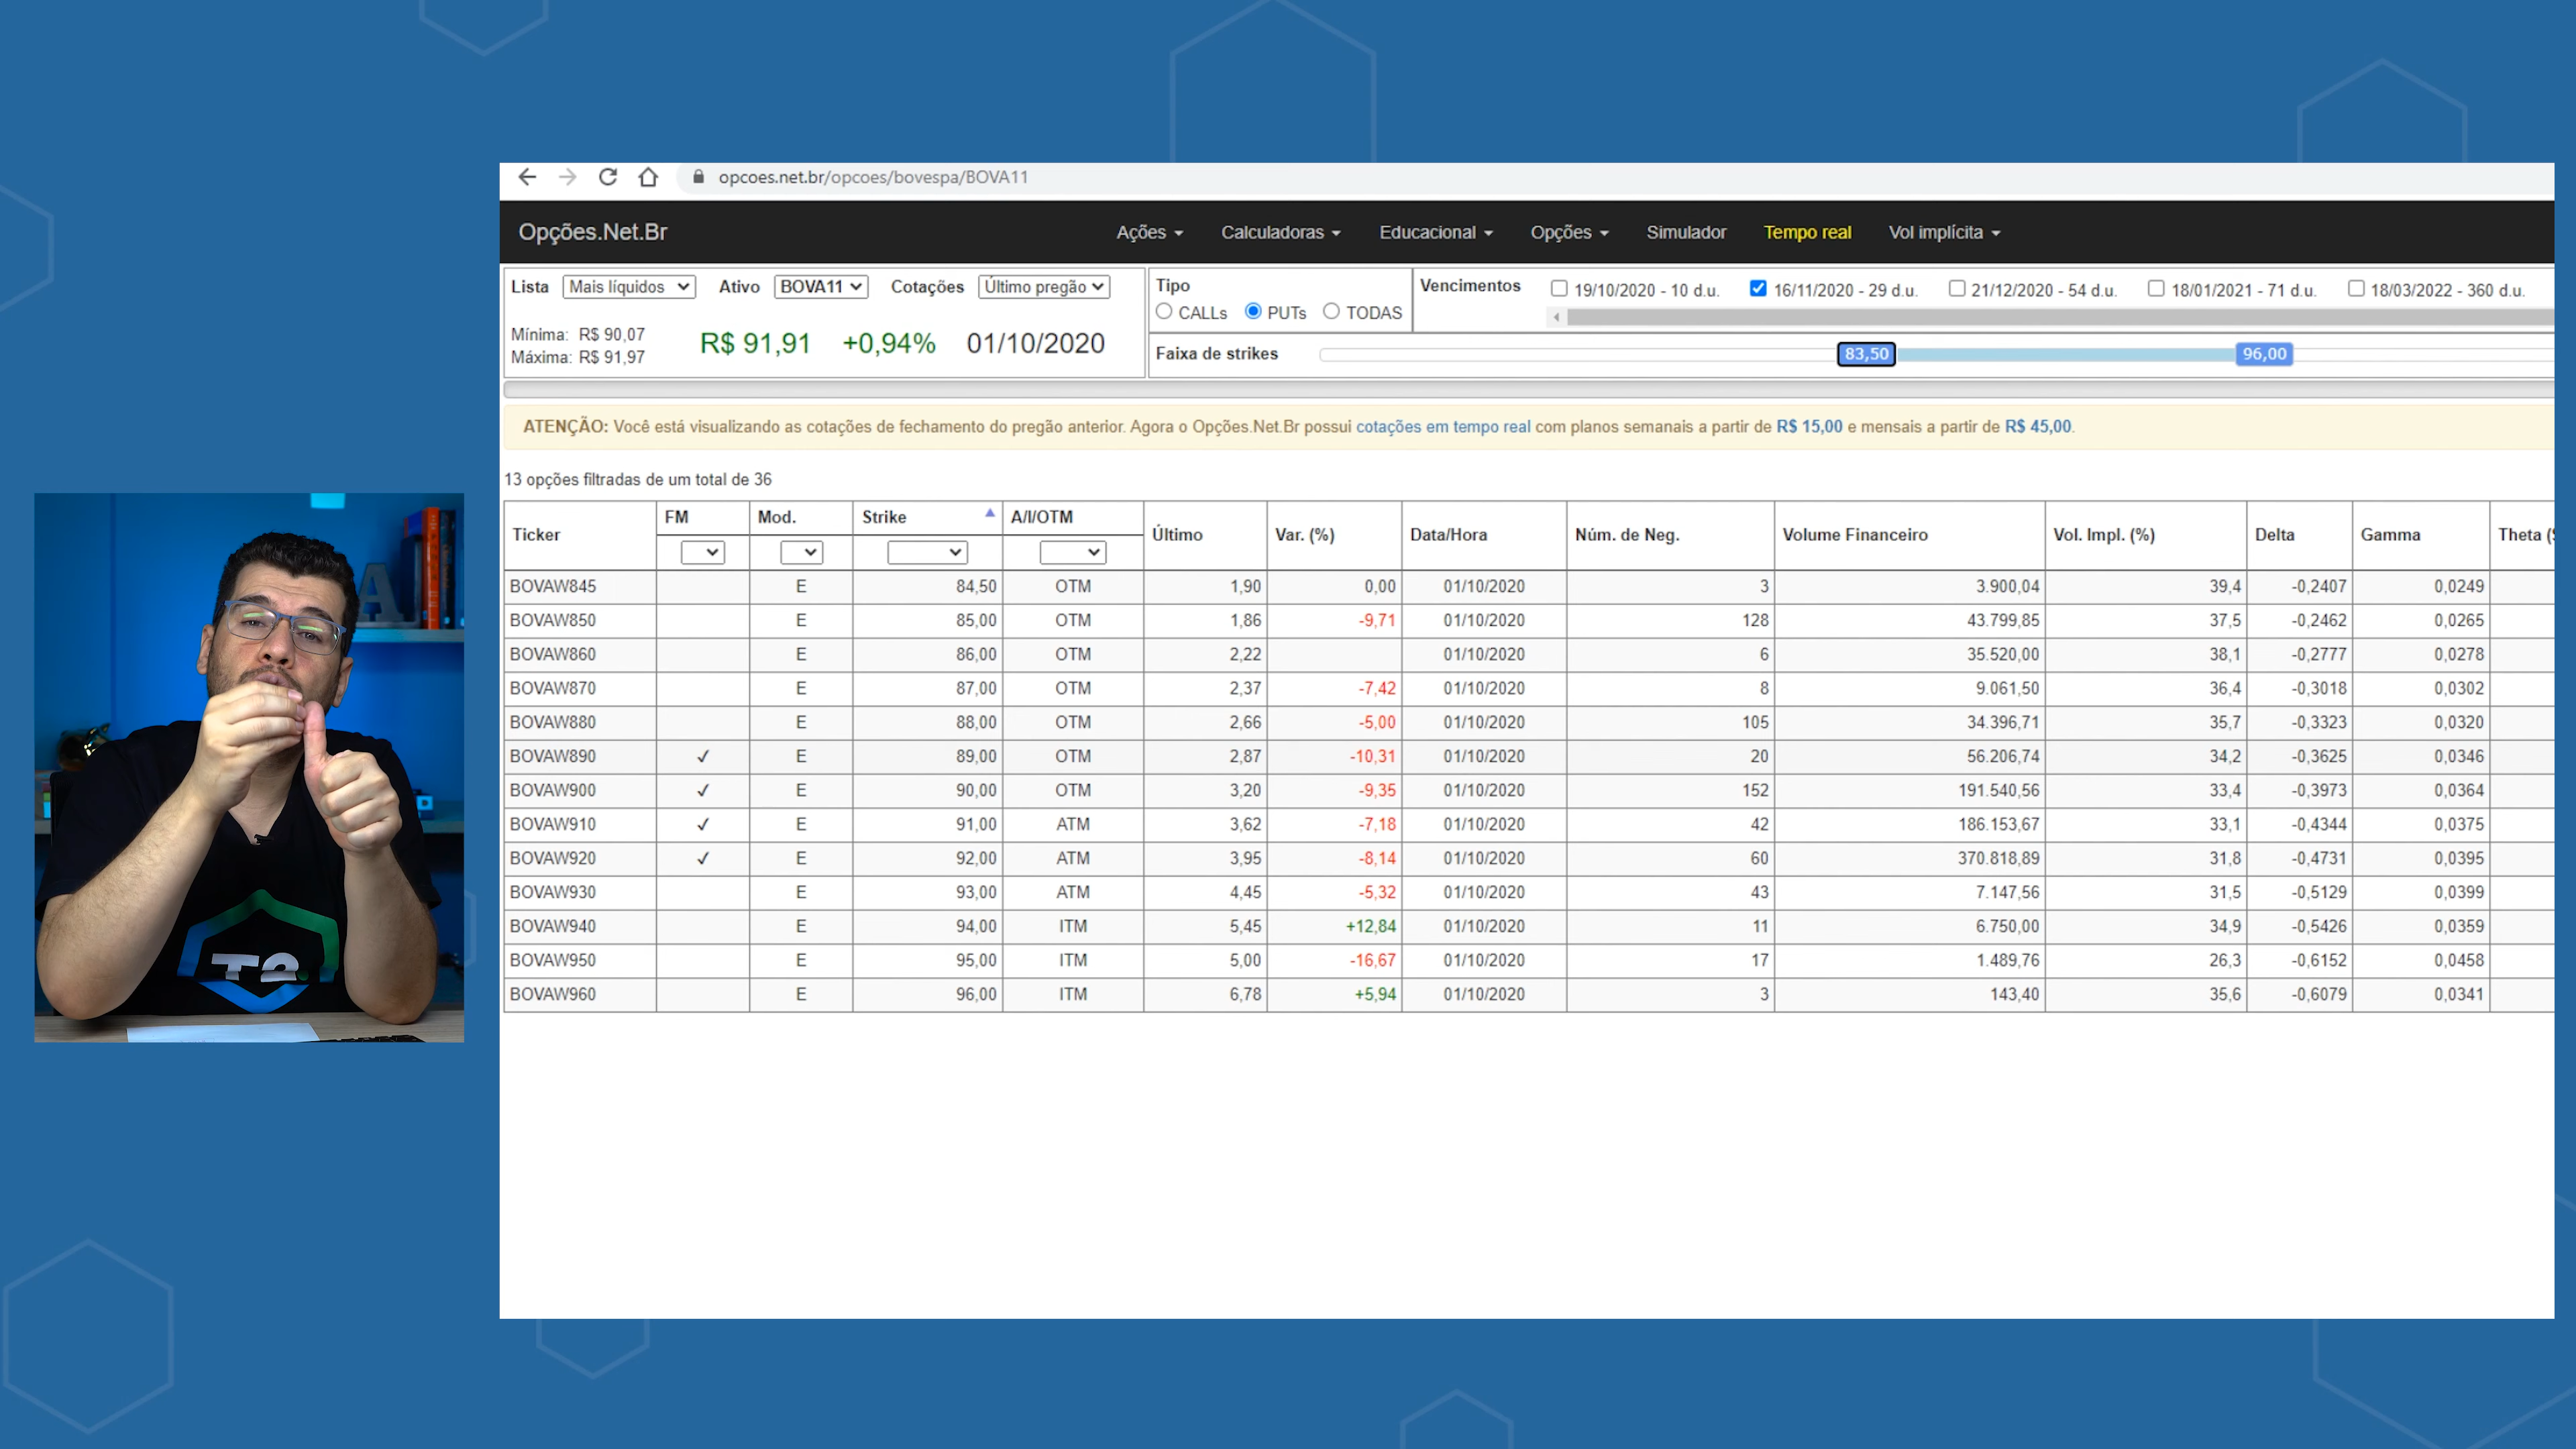 opcoes.net.br/opcoes/bovespa/BOVA11
Opções.Net.Br Ações Calculadoras Educacional Opções Simulador Tempo real Vol implícita
Lista Mais líquidos Ativo BOVA11 Cotações Último pregão
Mínima: R$ 90,07
Máxima: R$ 91,97
R$ 91,91 +0,94% 01/10/2020
Tipo
CALLs PUTs TODAS
Vencimentos 19/10/2020 - 10 d.u. 16/11/2020 - 29 d.u. 21/12/2020 - 54 d.u. 18/01/2021 - 71 d.u. 18/03/2022 - 360 d.u.
Faixa de strikes 83,50 96,00
ATENÇÃO: Você está visualizando as cotações de fechamento do pregão anterior. Agora o Opções.Net.Br possui cotações em tempo real com planos semanais a partir de R$ 15,00 e mensais a partir de R$ 45,00.
13 opções filtradas de um total de 36
Ticker FM Mod. Strike A/I/OTM Último Var. (%) Data/Hora Núm. de Neg. Volume Financeiro Vol. Impl. (%) Delta Gamma Theta (
BOVAW845 E 84,50 OTM 1,90 0,00 01/10/2020 3 3.900,04 39,4 -0,2407 0,0249
BOVAW850 E 85,00 OTM 1,86 -9,71 01/10/2020 128 43.799,85 37,5 -0,2462 0,0265
BOVAW860 E 86,00 OTM 2,22 01/10/2020 6 35.520,00 38,1 -0,2777 0,0278
BOVAW870 E 87,00 OTM 2,37 -7,42 01/10/2020 8 9.061,50 36,4 -0,3018 0,0302
BOVAW880 E 88,00 OTM 2,66 -5,00 01/10/2020 105 34.396,71 35,7 -0,3323 0,0320
BOVAW890 ✓ E 89,00 OTM 2,87 -10,31 01/10/2020 20 56.206,74 34,2 -0,3625 0,0346
BOVAW900 ✓ E 90,00 OTM 3,20 -9,35 01/10/2020 152 191.540,56 33,4 -0,3973 0,0364
BOVAW910 ✓ E 91,00 ATM 3,62 -7,18 01/10/2020 42 186.153,67 33,1 -0,4344 0,0375
BOVAW920 ✓ E 92,00 ATM 3,95 -8,14 01/10/2020 60 370.818,89 31,8 -0,4731 0,0395
BOVAW930 E 93,00 ATM 4,45 -5,32 01/10/2020 43 7.147,56 31,5 -0,5129 0,0399
BOVAW940 E 94,00 ITM 5,45 +12,84 01/10/2020 11 6.750,00 34,9 -0,5426 0,0359
BOVAW950 E 95,00 ITM 5,00 -16,67 01/10/2020 17 1.489,76 26,3 -0,6152 0,0458
BOVAW960 E 96,00 ITM 6,78 +5,94 01/10/2020 3 143,40 35,6 -0,6079 0,0341
A
T2